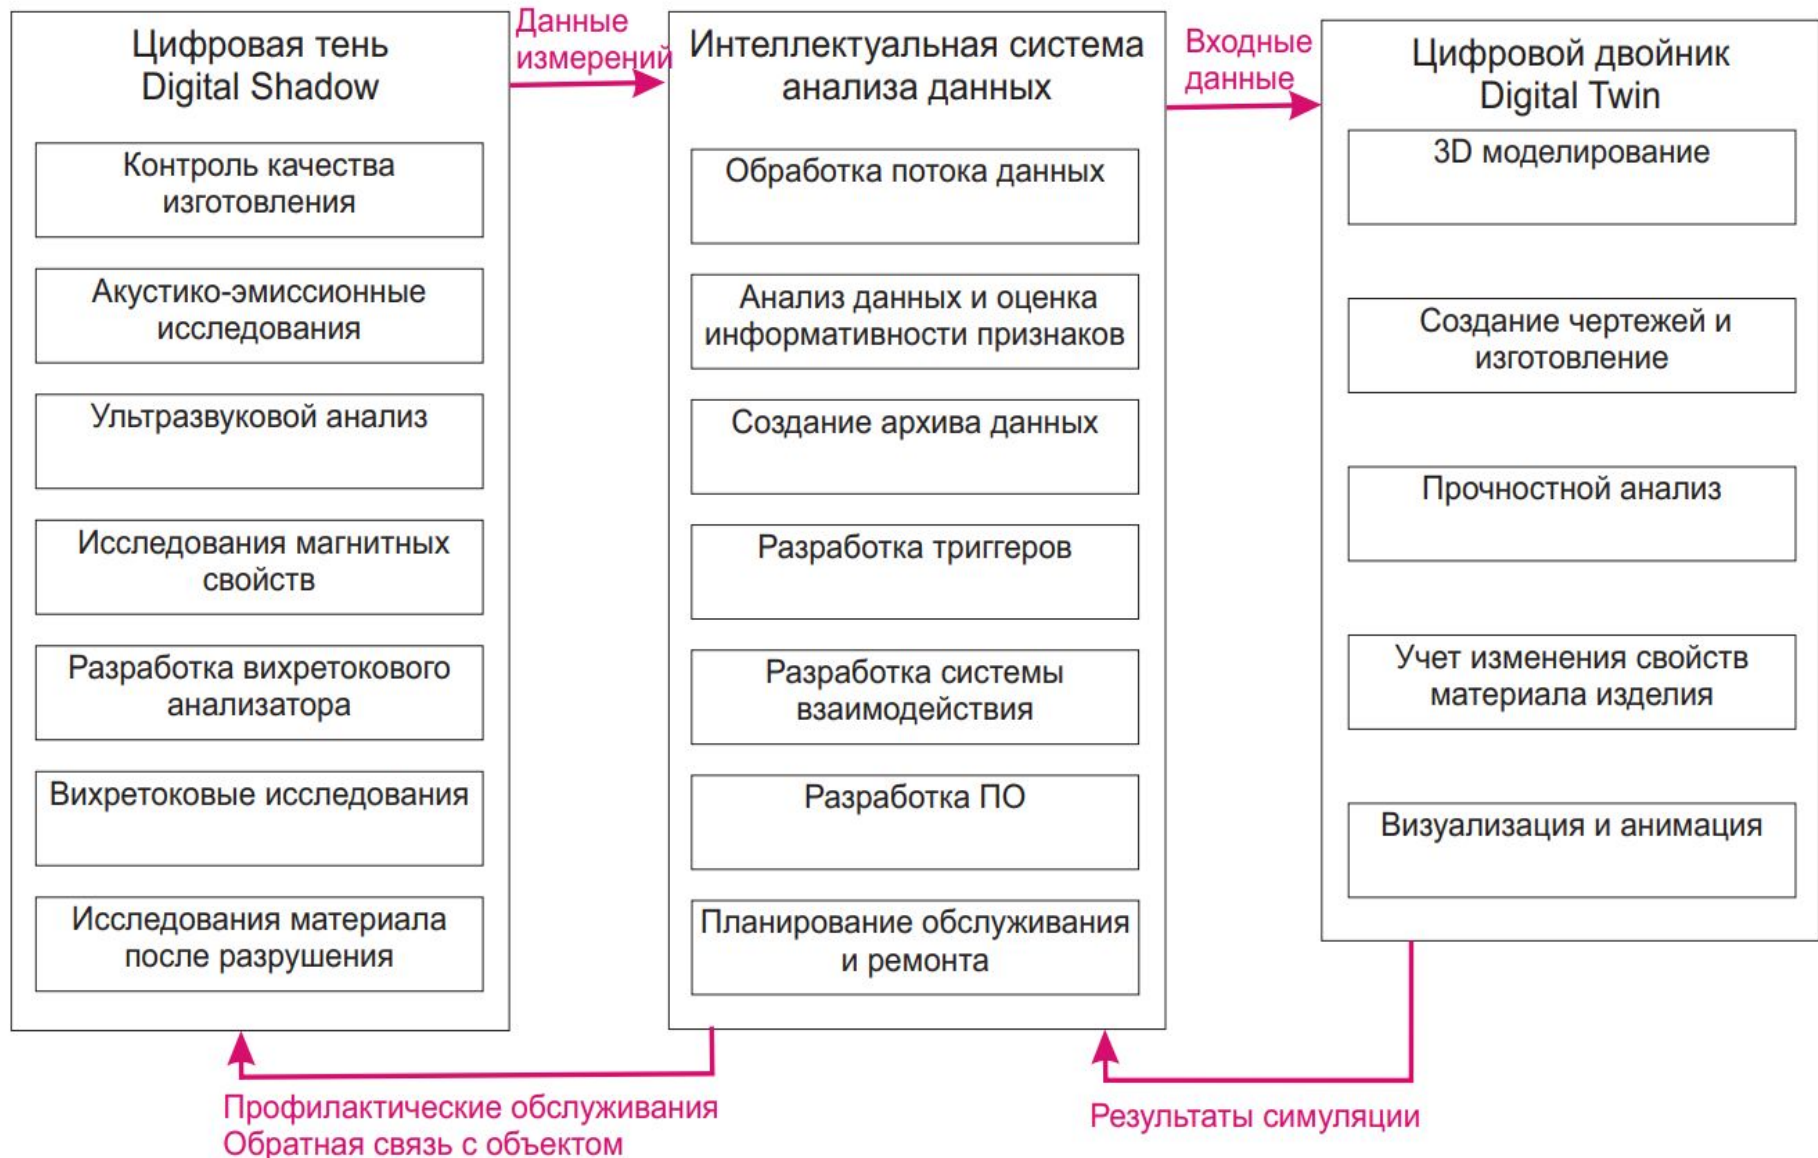 Цифровая тень
Digital Shadow
Контроль качества
изготовления
Акустико-эмиссионные
исследования
Ультразвуковой анализ
Исследования магнитных
свойств
Разработка вихретокового
анализатора
Вихретоковые исследования
Исследования материала
после разрушения
Данные
измерений
Интеллектуальная система
анализа данных
Обработка потока данных
Анализ данных и оценка
информативности признаков
Создание архива данных
Разработка триггеров
Разработка системы
взаимодействия
Разработка ПО
Планирование обслуживания
и ремонта
Входные
данные
Цифровой двойник
Digital Twin
3D моделирование
Создание чертежей и
изготовление
Прочностной анализ
Учет изменения свойств
материала изделия
Визуализация и анимация
Профилактические обслуживания
Обратная связь с объектом
Результаты симуляции